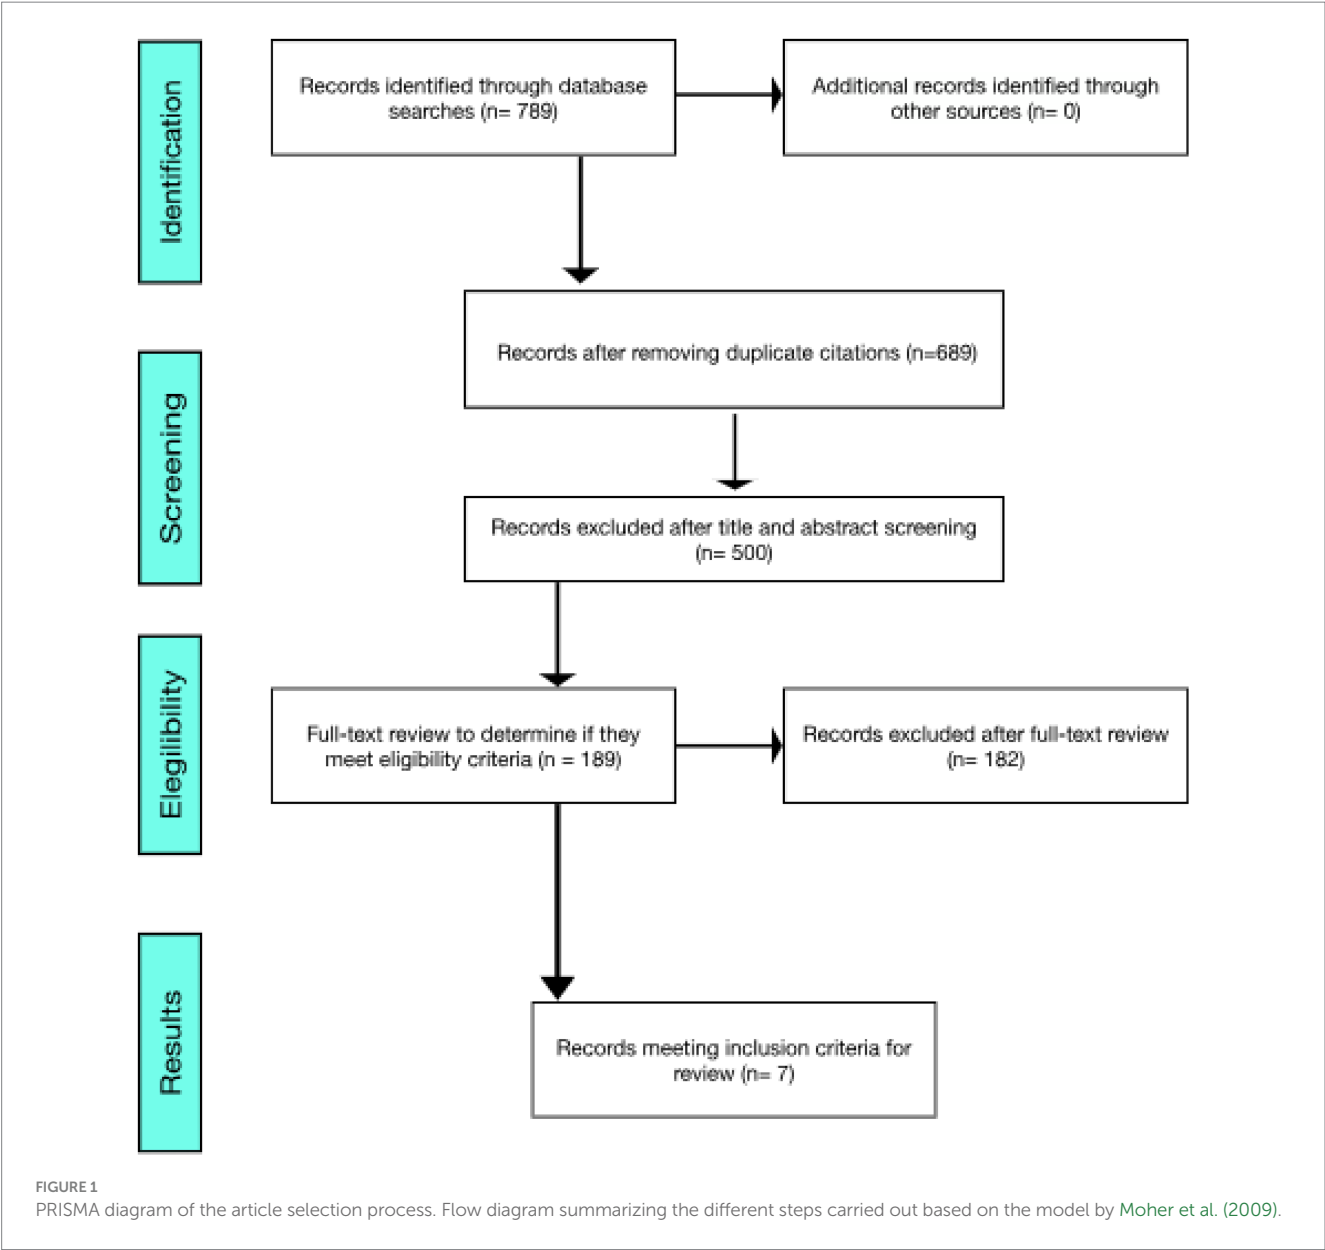 Identification
Records identified through database
searches (n= 789)
Additional records identified through
other sources (n= 0)
Screening
Records after removing duplicate citations (n=689)
Records excluded after title and abstract screening
(n= 500)
Elegilibility
Full-text review to determine if they
meet eligibility criteria (n = 189)
Records excluded after full-text review
(n= 182)
Results
Records meeting inclusion criteria for
review (n= 7)
FIGURE 1
PRISMA diagram of the article selection process. Flow diagram summarizing the different steps carried out based on the model by Moher et al. (2009).